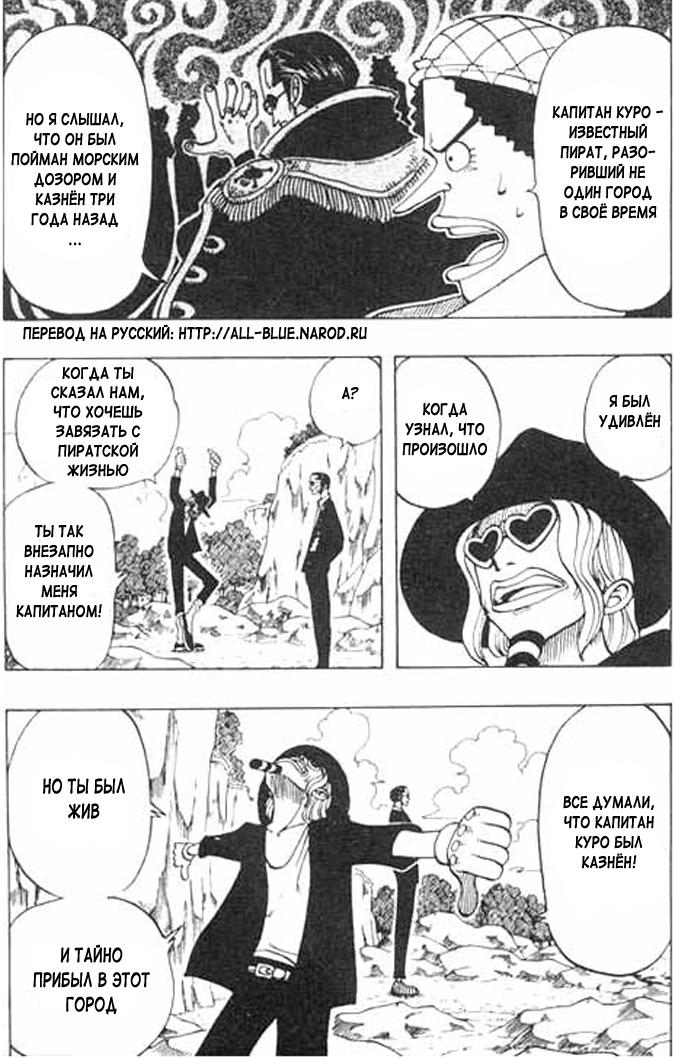 КАПИТАН КУРО -
ИЗВЕСТНЫЙ
ПИРАТ, РАЗО-
РИВШИЙ НЕ
ОДИН ГОРОД
В СВОЁ ВРЕМЯ
НО Я СЛЫШАЛ,
ЧТО ОН БЫЛ
ПОЙМАН МОРСКИМ
ДОЗОРОМ И
КАЗНЁН ТРИ
ГОДА НАЗАД
...
ПЕРЕВОД НА РУССКИЙ: HTTP://ALL-BLUE.NAROD.RU
Я БЫЛ
УДИВЛЁН
КОГДА
УЗНАЛ, ЧТО
ПРОИЗОШЛО
А?
КОГДА ТЫ
СКАЗАЛ НАМ,
ЧТО ХОЧЕШЬ
ЗАВЯЗАТЬ С
ПИРАТСКОЙ
ЖИЗНЬЮ
ТЫ ТАК
ВНЕЗАПНО
НАЗНАЧИЛ
МЕНЯ
КАПИТАНОМ!
ВСЕ ДУМАЛИ,
ЧТО КАПИТАН
КУРО БЫЛ
КАЗНЁН!
НО ТЫ БЫЛ
ЖИВ
И ТАЙНО
ПРИБЫЛ В ЭТОТ
ГОРОД